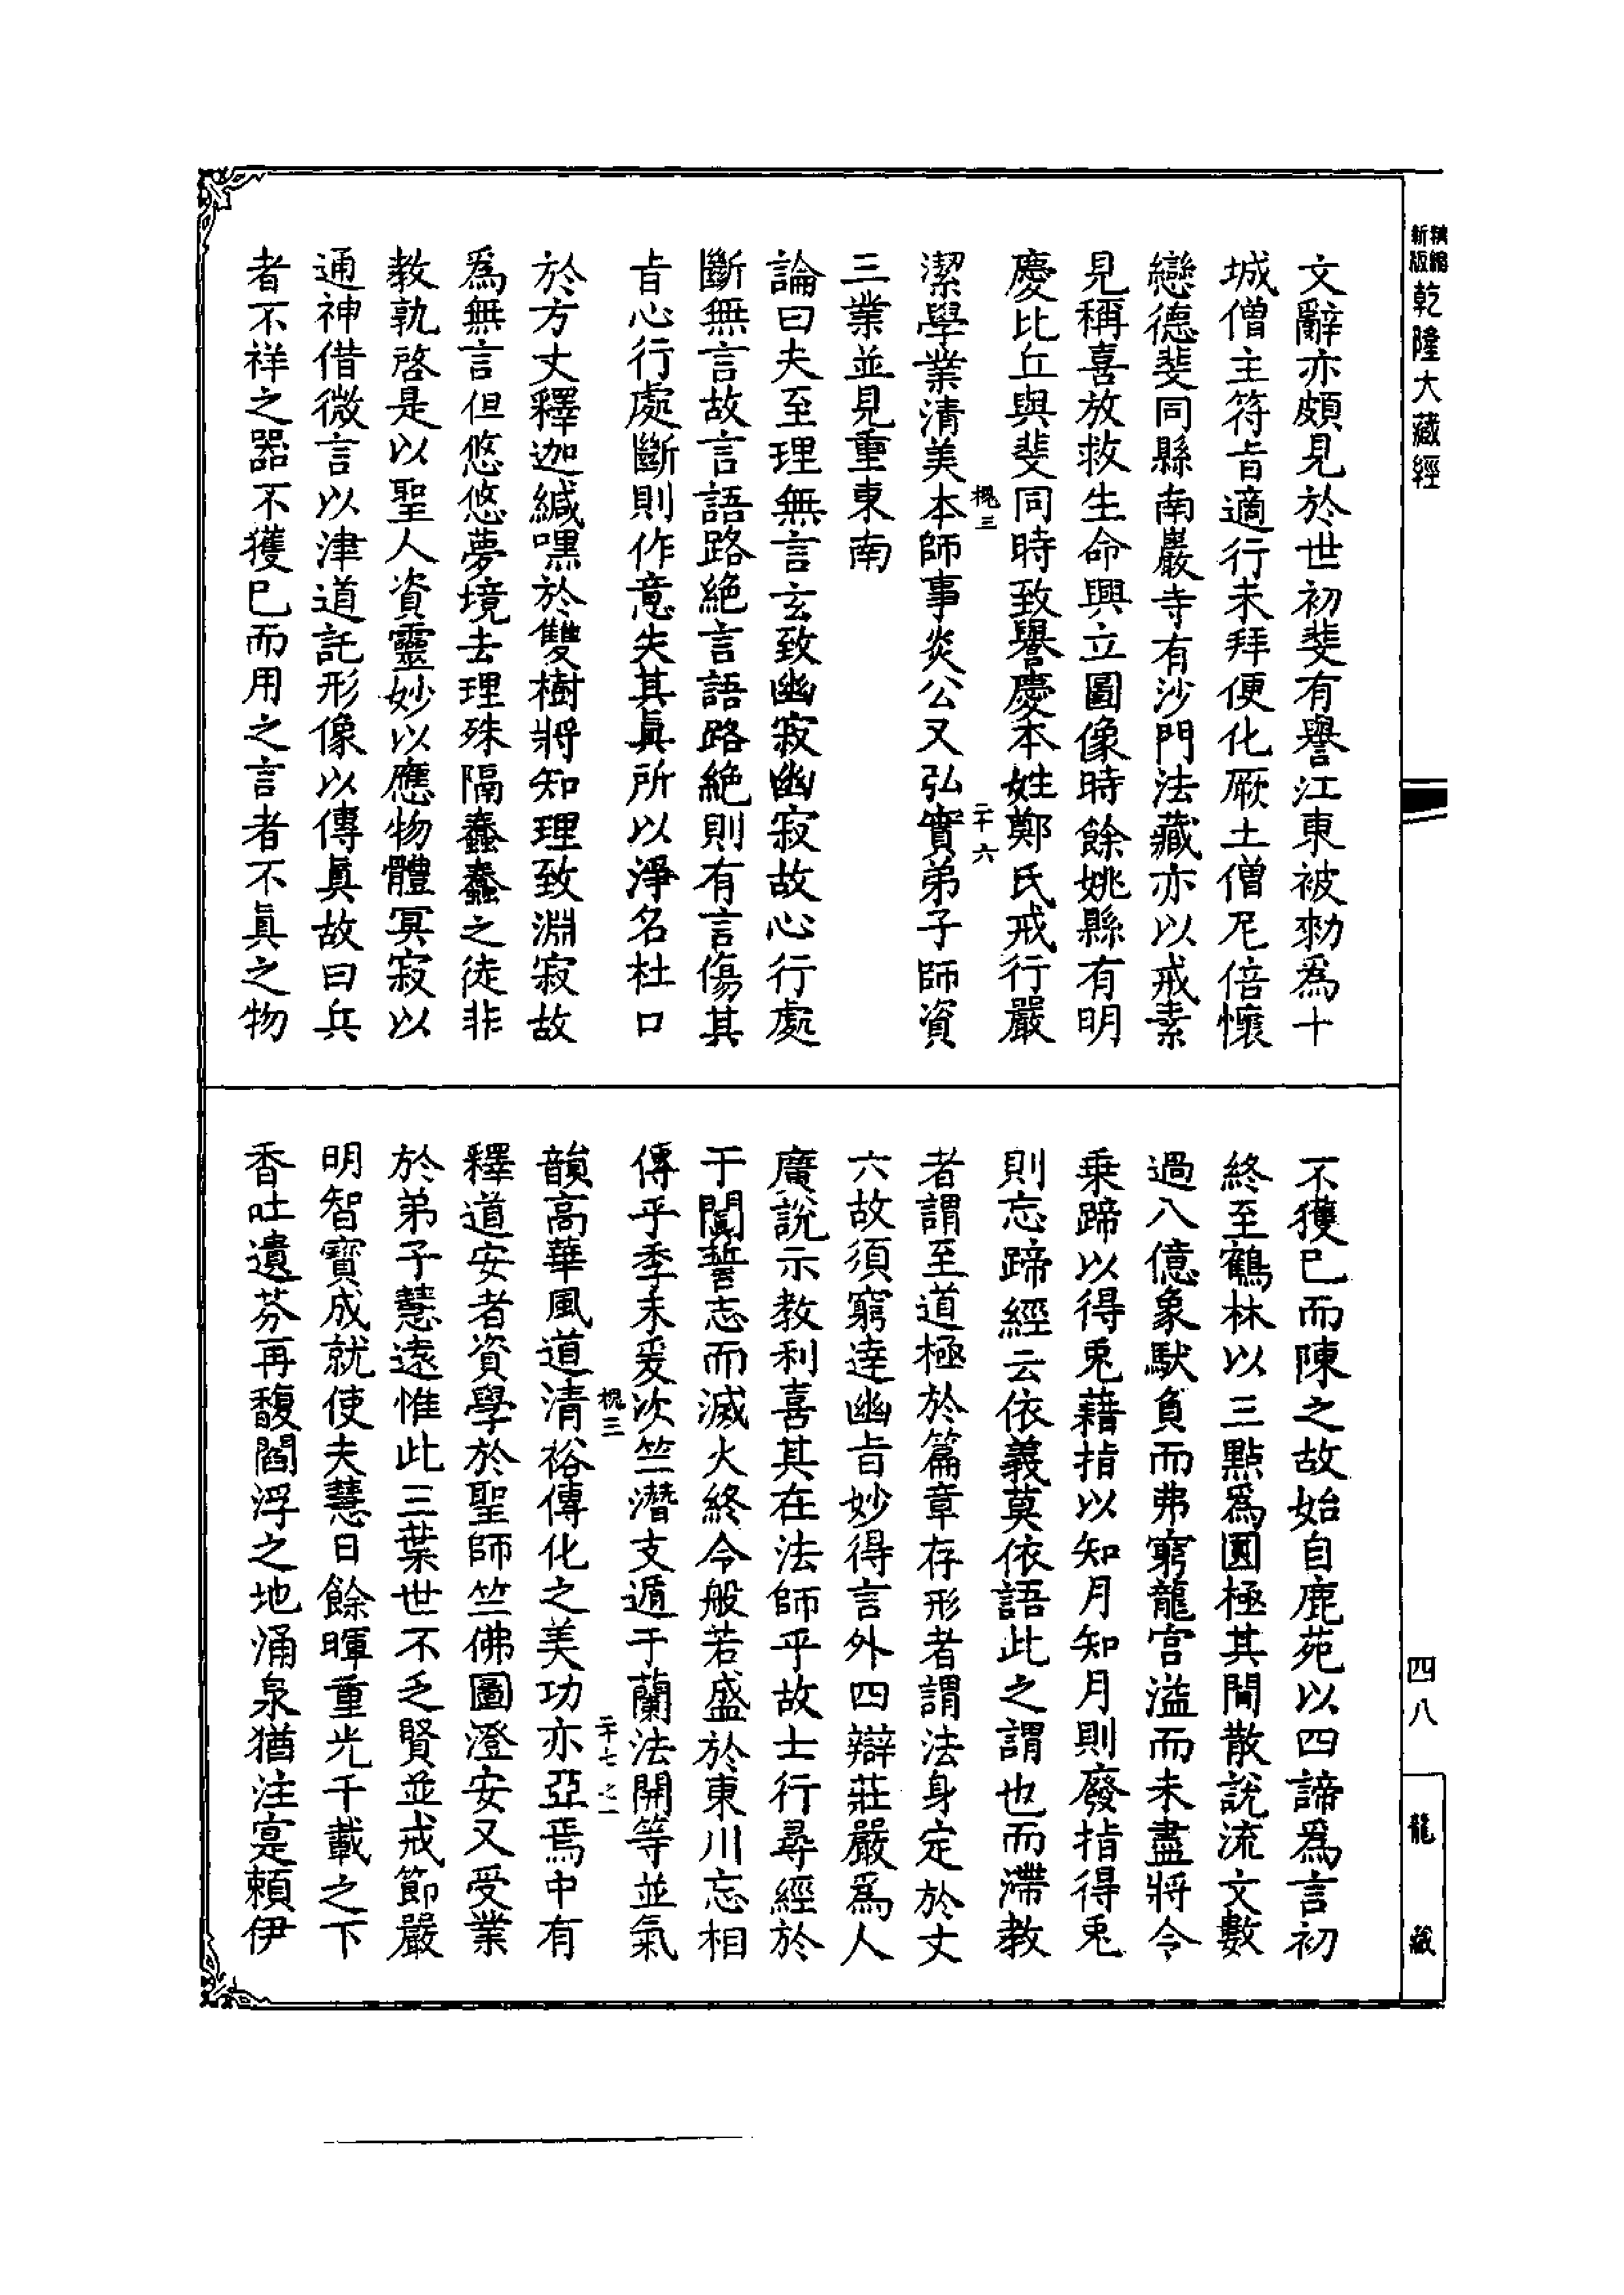 精縮新版乾隆大藏經
文辭亦頗見於世初斐有譽江東被勑為十
城僧主符旨適行未拜便化厥土僧尼倍懷
戀德斐同縣南巖寺有沙門法藏亦以戒素
見稱喜放救生命興立圖像時餘姚縣有明
慶比丘與斐同時致譽慶本姓鄭氏戒行嚴
槐三
二十六
潔學業清美本師事炎公又弘實弟子師資
三業並見重東南
論曰夫至理無言玄致幽寂幽寂故心行處
斷無言故言語路絕言語路絕則有言傷其
旨心行處斷則作意失其真所以淨名杜口
於方丈釋迦緘嘿於雙樹將知理致淵寂故
為無言但悠悠夢境去理殊隔蠢蠢之徒非
教孰啓是以聖人資靈妙以應物體冥寂以
通神借微言以津道託形像以傳真故曰兵
者不祥之器不獲已而用之言者不真之物
不獲已而陳之故始自鹿苑以四諦為言初
終至鶴林以三點為圓極其間散說流文數
過八億象馱負而弗窮龍宮溢而未盡將令
乘蹄以得兎藉指以知月知月則廢指得兎
則忘蹄經云依義莫依語此之謂也而滯教
者謂至道極於篇章存形者謂法身定於丈
六故須窮達幽旨妙得言外四辯莊嚴為人
廣說示教利喜其在法師乎故士行尋經於
于闐誓志而滅火終令般若盛於東川忘相
傳乎季末爰次竺潛支遁于蘭法開等並氣
槐三
二十七之一
韻高華風道清裕傳化之美功亦亞焉中有
釋道安者資學於聖師竺佛圖澄安又受業
於弟子慧遠惟此三葉世不乏賢並戒節嚴
明智寶成就使夫慧日餘暉重光千載之下
香吐遺芬再馥閻浮之地涌泉猶注寔賴伊
四八
龍藏